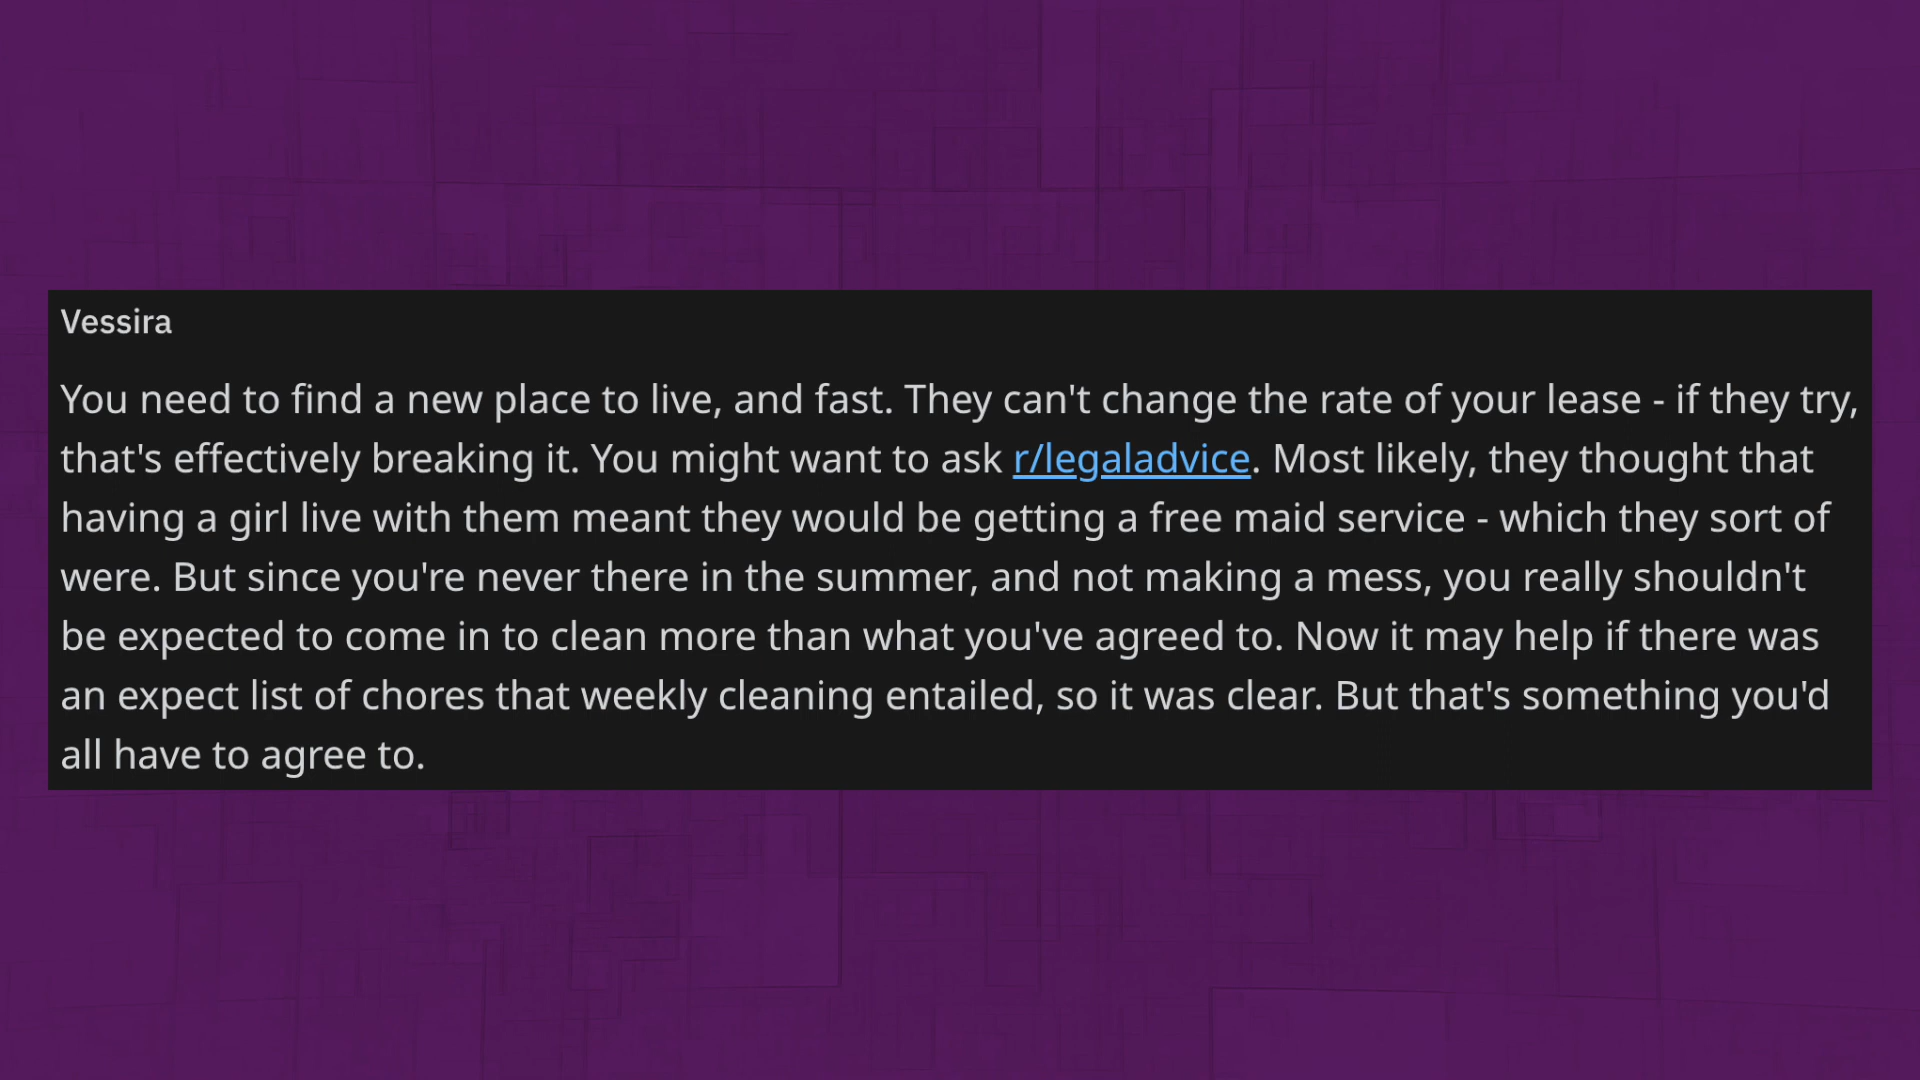 Vessira
You need to find a new place to live, and fast. They can't change the rate of your lease - if they try,
that's effectively breaking it. You might want to ask r/legaladvice. Most likely, they thought that
having a girl live with them meant they would be getting a free maid service - which they sort of
were. But since you're never there in the summer, and not making a mess, you really shouldn't
be expected to come in to clean more than what you've agreed to. Now it may help if there was
an expect list of chores that weekly cleaning entailed, so it was clear. But that's something you'd
all have to agree to.